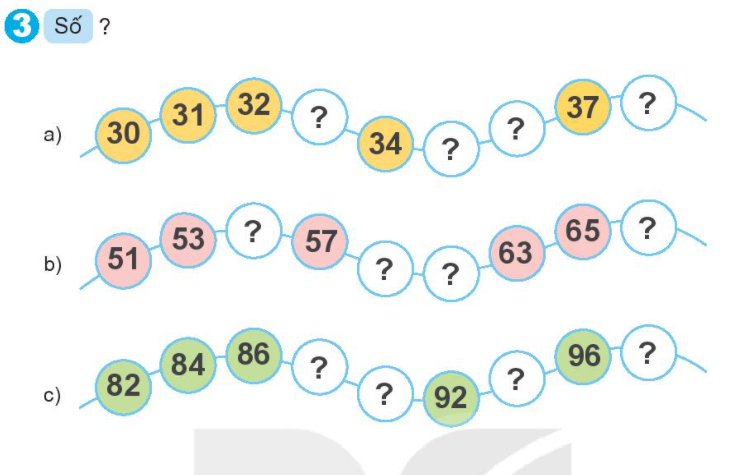 3 Số ?
a) 30 31 32 ? 34 ? ? 37 ?
b) 51 53 ? 57 ? ? 63 65 ?
c) 82 84 86 ? ? 92 ? 96 ?